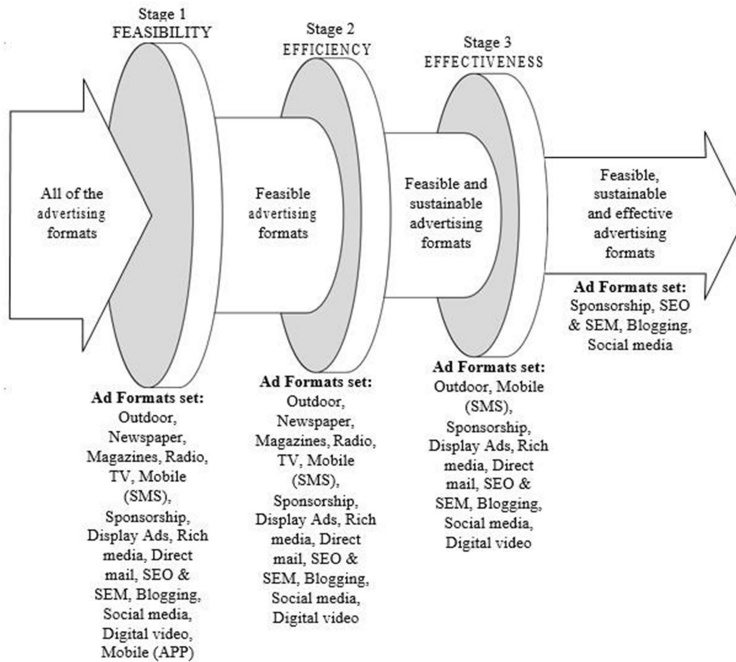 Stage 1
FEASIBILITY
Stage 2
EFFICIENCY
Stage 3
EFFECTIVENESS
All of the
advertising
formats
Feasible
advertising
formats
Feasible and
sustainable
advertising
formats
Feasible,
sustainable
and effective
advertising
formats
Ad Formats set:
Outdoor,
Newspaper,
Magazines, Radio,
TV, Mobile
(SMS),
Sponsorship,
Display Ads, Rich
media, Direct
mail, SEO &
SEM, Blogging,
Social media,
Digital video,
Mobile (APP)
Ad Formats set:
Outdoor,
Newspaper,
Magazines, Radio,
TV, Mobile
(SMS),
Sponsorship,
Display Ads, Rich
media, Direct
mail, SEO &
SEM, Blogging,
Social media,
Digital video
Ad Formats set:
Outdoor, Mobile
(SMS),
Sponsorship,
Display Ads, Rich
media, Direct
mail, SEO &
SEM, Blogging,
Social media,
Digital video
Ad Formats set:
Sponsorship, SEO
& SEM, Blogging,
Social media